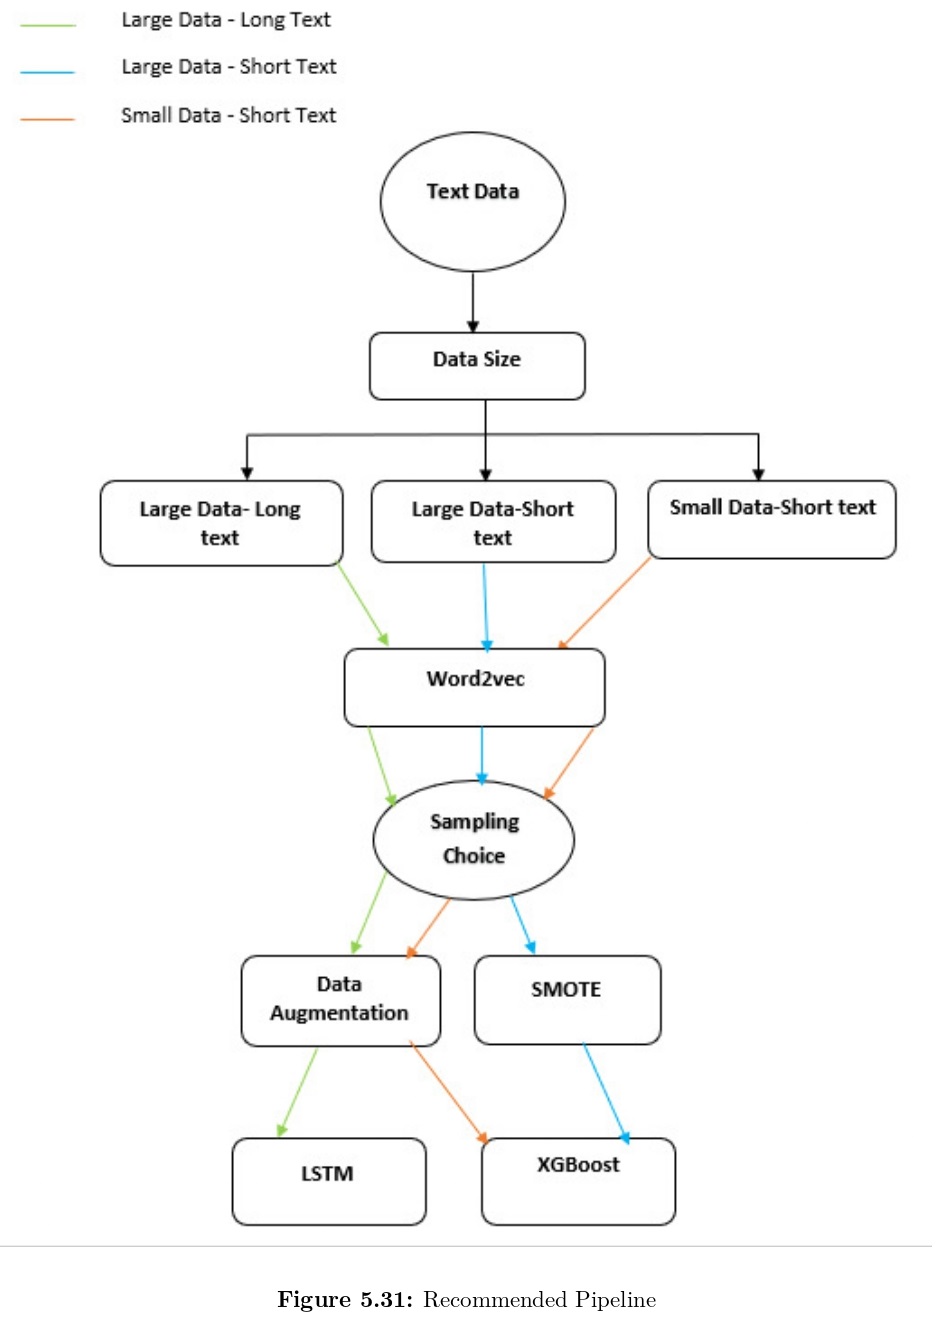 Large Data - Long Text
Large Data - Short Text
Small Data - Short Text
Text Data
Data Size
Large Data- Long
text
Large Data-Short
text
Small Data-Short text
Word2vec
Sampling
Choice
Data
Augmentation
SMOTE
LSTM
XGBoost
Figure 5.31: Recommended Pipeline